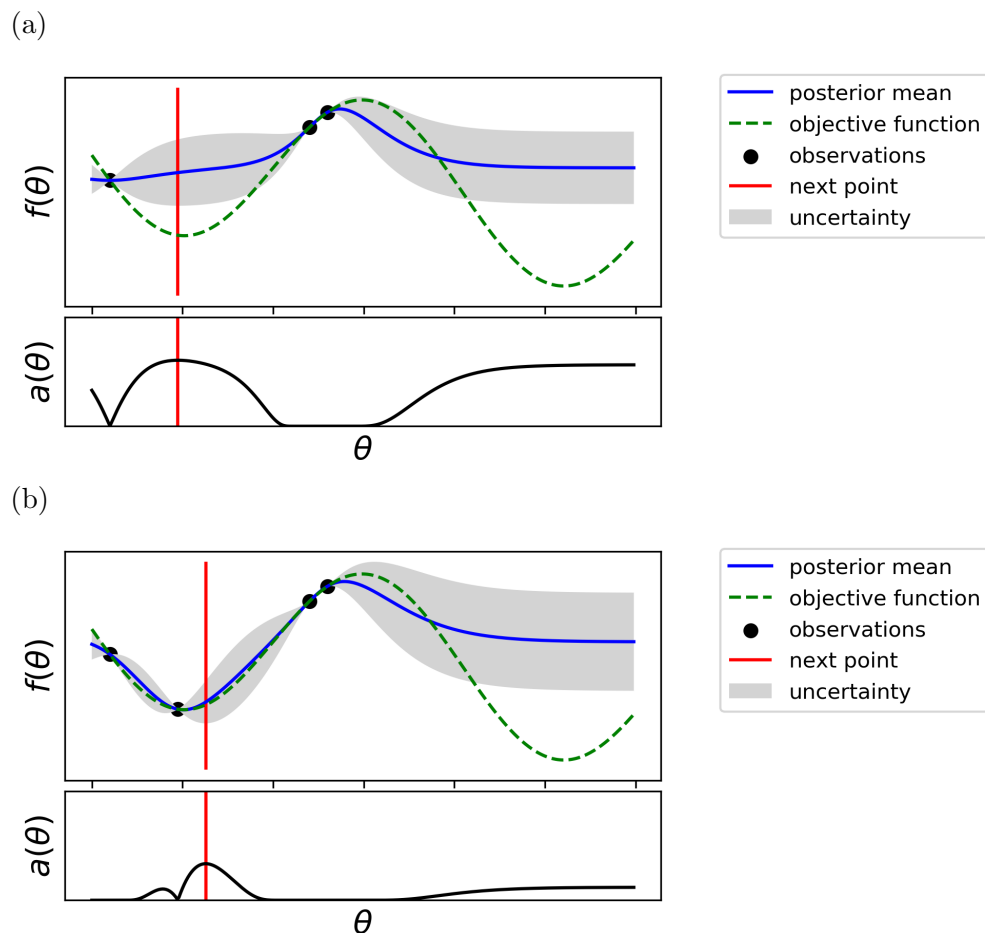 (a)
f(θ)
posterior mean
objective function
observations
next point
uncertainty
a(θ)
θ
(b)
f(θ)
posterior mean
objective function
observations
next point
uncertainty
a(θ)
θ